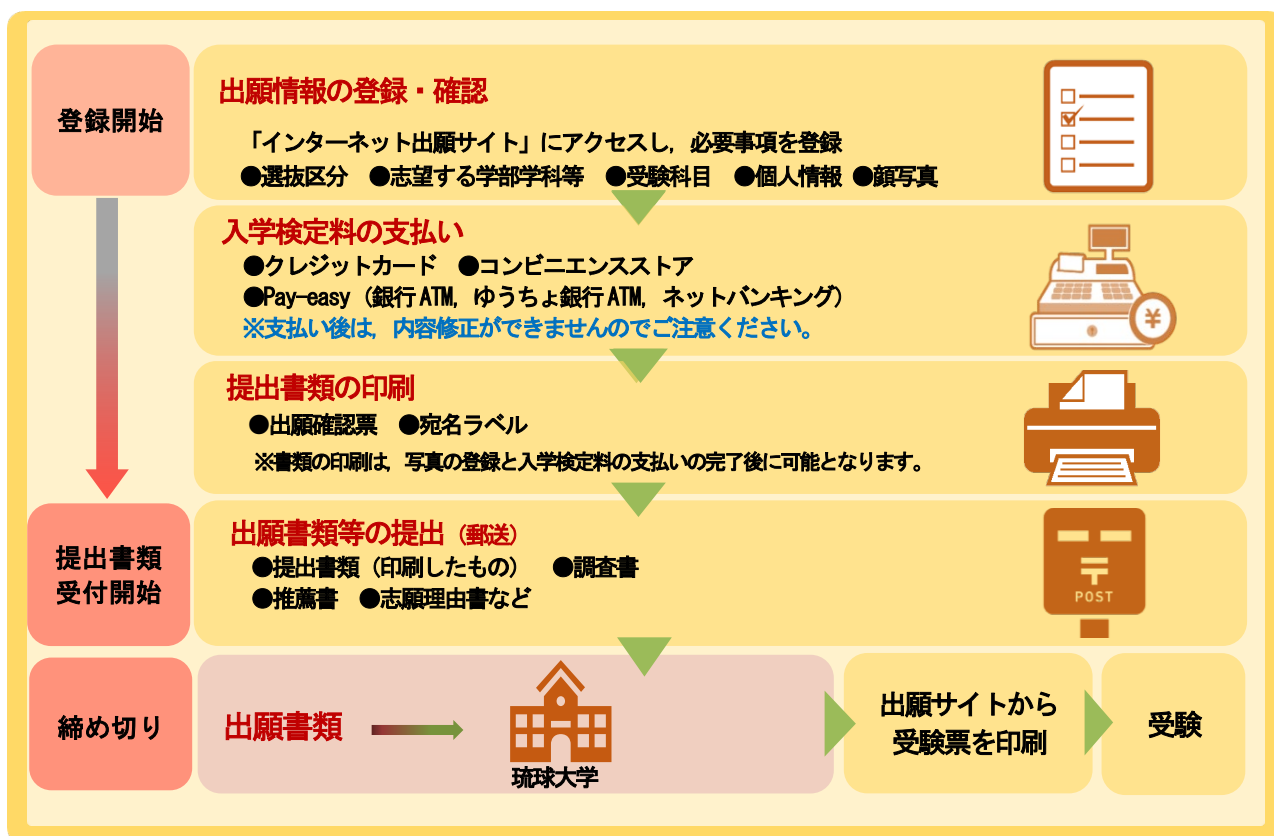 登録開始
出願情報の登録・確認
「インターネット出願サイト」にアクセスし，必要事項を登録
●選抜区分　●志望する学部学科等　●受験科目　●個人情報 ●顔写真
入学検定料の支払い
●クレジットカード　●コンビニエンスストア
●Pay-easy（銀行ATM，ゆうちょ銀行ATM，ネットバンキング）
※支払い後は，内容修正ができませんのでご注意ください。
¥
提出書類の印刷
●出願確認票　●宛名ラベル
※書類の印刷は，写真の登録と入学検定料の支払いの完了後に可能となります。
提出書類
受付開始
出願書類等の提出（郵送）
●提出書類（印刷したもの）　●調査書
●推薦書　●志願理由書など
〒
POST
締め切り
出願書類
琉球大学
出願サイトから
受験票を印刷
受験